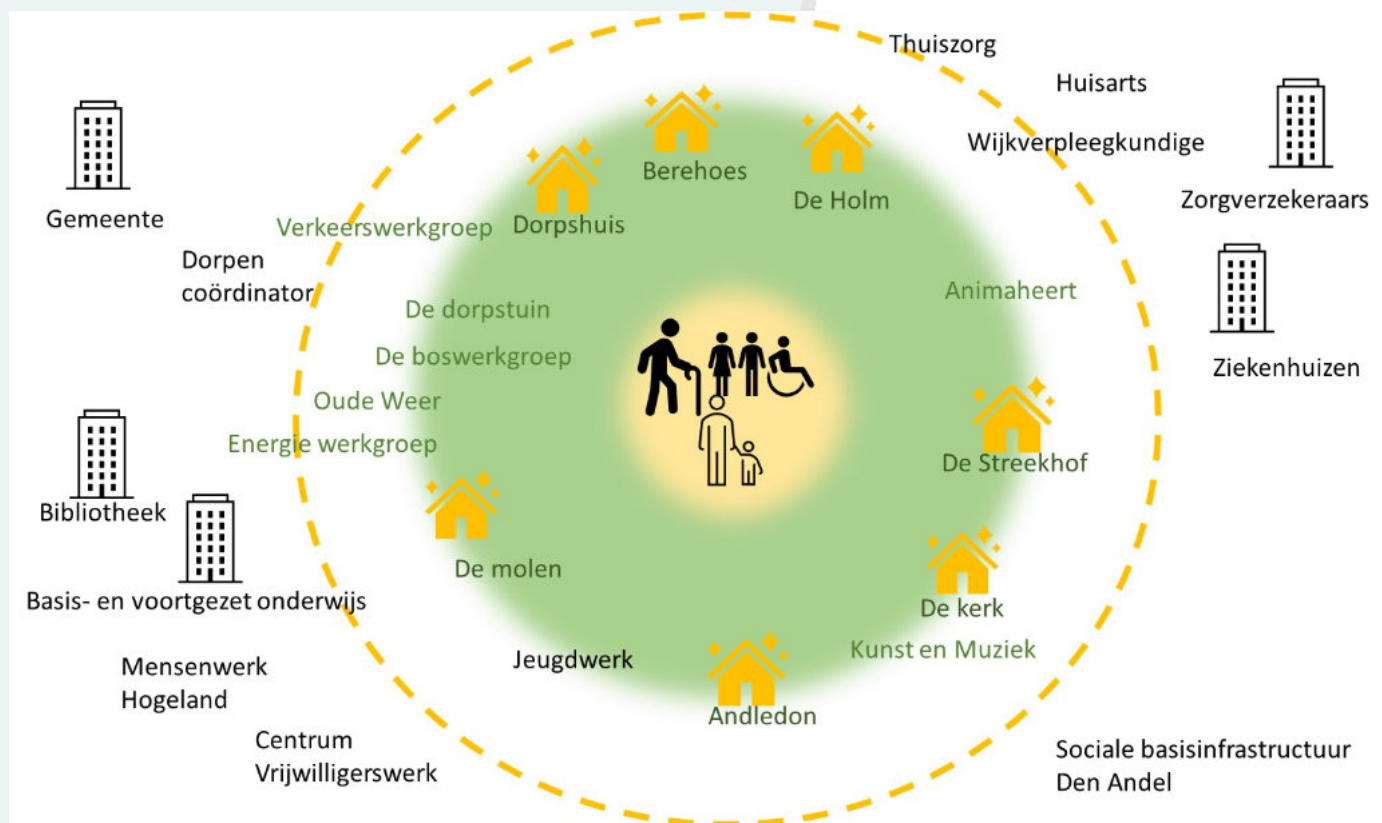 Thuiszorg
Huisarts
Wijkverpleegkundige
Zorgverzekeraars
Ziekenhuizen
Gemeente
Dorpen
coördinator
Verkeerswerkgroep
Dorpshuis
Berehoes
De Holm
De dorpstuin
De boswerkgroep
Oude Weer
Energie werkgroep
Animaheert
De Streekhof
Bibliotheek
Basis- en voortgezet onderwijs
De molen
De kerk
Kunst en Muziek
Jeugdwerk
Andledon
Mensenwerk
Hogeland
Centrum
Vrijwilligerswerk
Sociale basisinfrastructuur
Den Andel